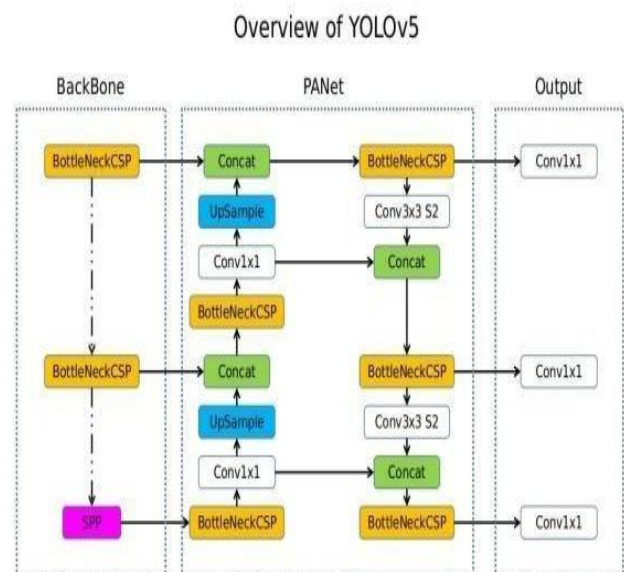 Overview of YOLOv5
BackBone PANet Output
BottleNeckCSP Concat BottleNeckCSP Conv1x1
UpSample Conv3x3 S2
Conv1x1 Concat
BottleNeckCSP
BottleNeckCSP Concat BottleNeckCSP Conv1x1
UpSample Conv3x3 S2
Conv1x1 Concat
SPP BottleNeckCSP BottleNeckCSP Conv1x1